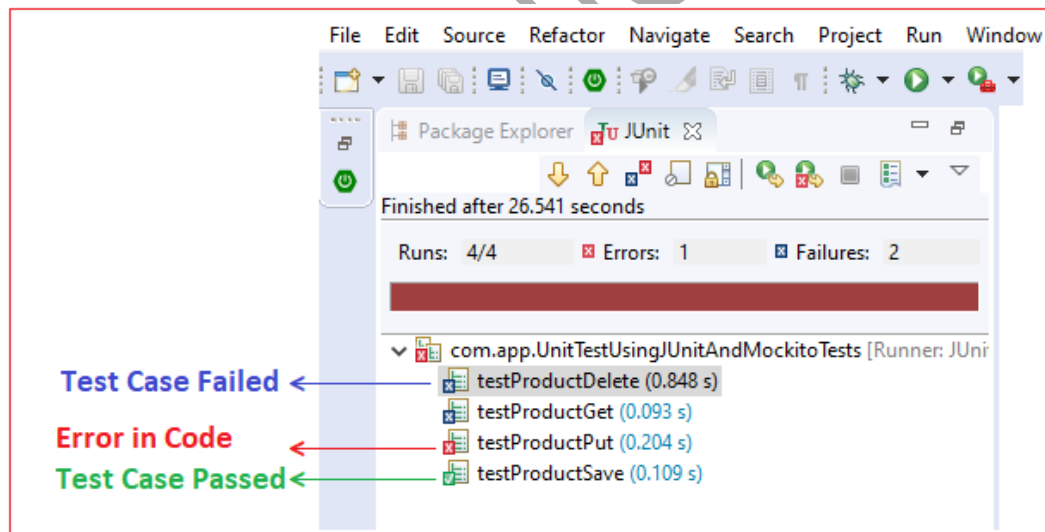 File Edit Source Refactor Navigate Search Project Run Window
Package Explorer JUnit
Finished after 26.541 seconds
Runs: 4/4 Errors: 1 Failures: 2
com.app.UnitTestUsingJUnitAndMockitoTests [Runner: JUni
Test Case Failed testProductDelete (0.848 s)
testProductGet (0.093 s)
Error in Code testProductPut (0.204 s)
Test Case Passed testProductSave (0.109 s)